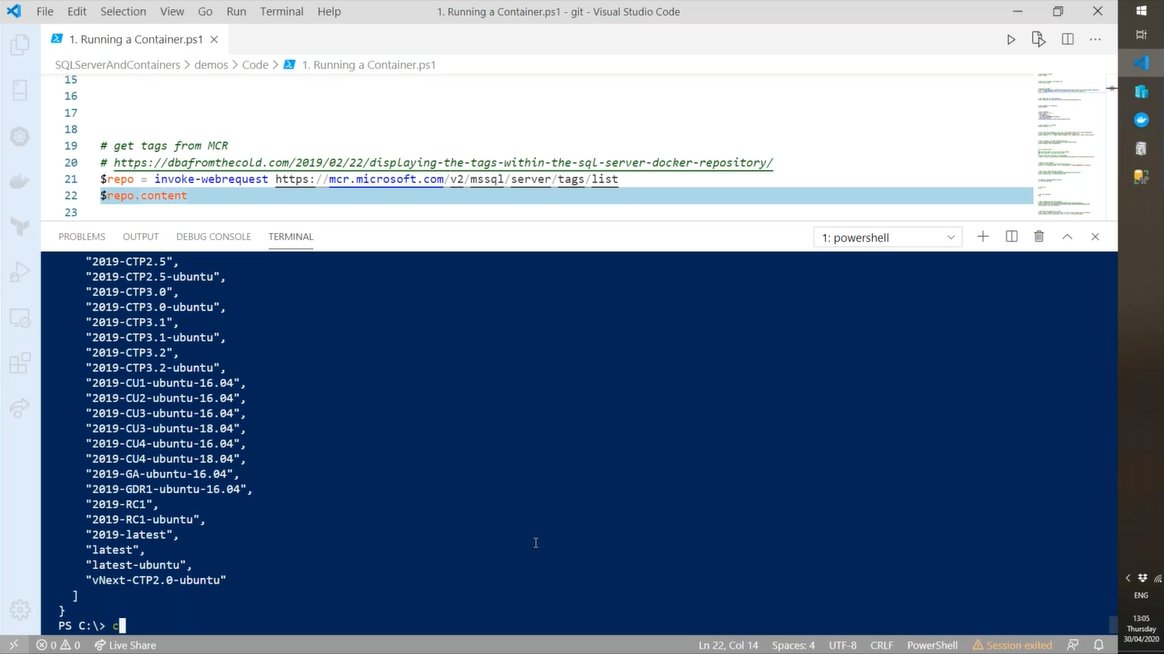 File Edit Selection View Go Run Terminal Help 1. Running a Container.ps1 - git - Visual Studio Code
1. Running a Container.ps1
SQLServerAndContainers > demos > Code > 1. Running a Container.ps1
15
16
17
18
19 # get tags from MCR
20 # https://dbafromthecold.com/2019/02/22/displaying-the-tags-within-the-sql-server-docker-repository/
21 $repo = invoke-webrequest https://mcr.microsoft.com/v2/mssql/server/tags/list
22 $repo.content
23
PROBLEMS OUTPUT DEBUG CONSOLE TERMINAL 1: powershell
"2019-CTP2.5",
"2019-CTP2.5-ubuntu",
"2019-CTP3.0",
"2019-CTP3.0-ubuntu",
"2019-CTP3.1",
"2019-CTP3.1-ubuntu",
"2019-CTP3.2",
"2019-CTP3.2-ubuntu",
"2019-CU1-ubuntu-16.04",
"2019-CU2-ubuntu-16.04",
"2019-CU3-ubuntu-16.04",
"2019-CU3-ubuntu-18.04",
"2019-CU4-ubuntu-16.04",
"2019-CU4-ubuntu-18.04",
"2019-GA-ubuntu-16.04",
"2019-GDR1-ubuntu-16.04",
"2019-RC1",
"2019-RC1-ubuntu",
"2019-latest",
"latest",
"latest-ubuntu",
"vNext-CTP2.0-ubuntu"
]
}
PS C:\> c
0 0 Live Share Ln 22, Col 14 Spaces: 4 UTF-8 CRLF PowerShell Session exited
ENG
13:05
Thursday
30/04/2020